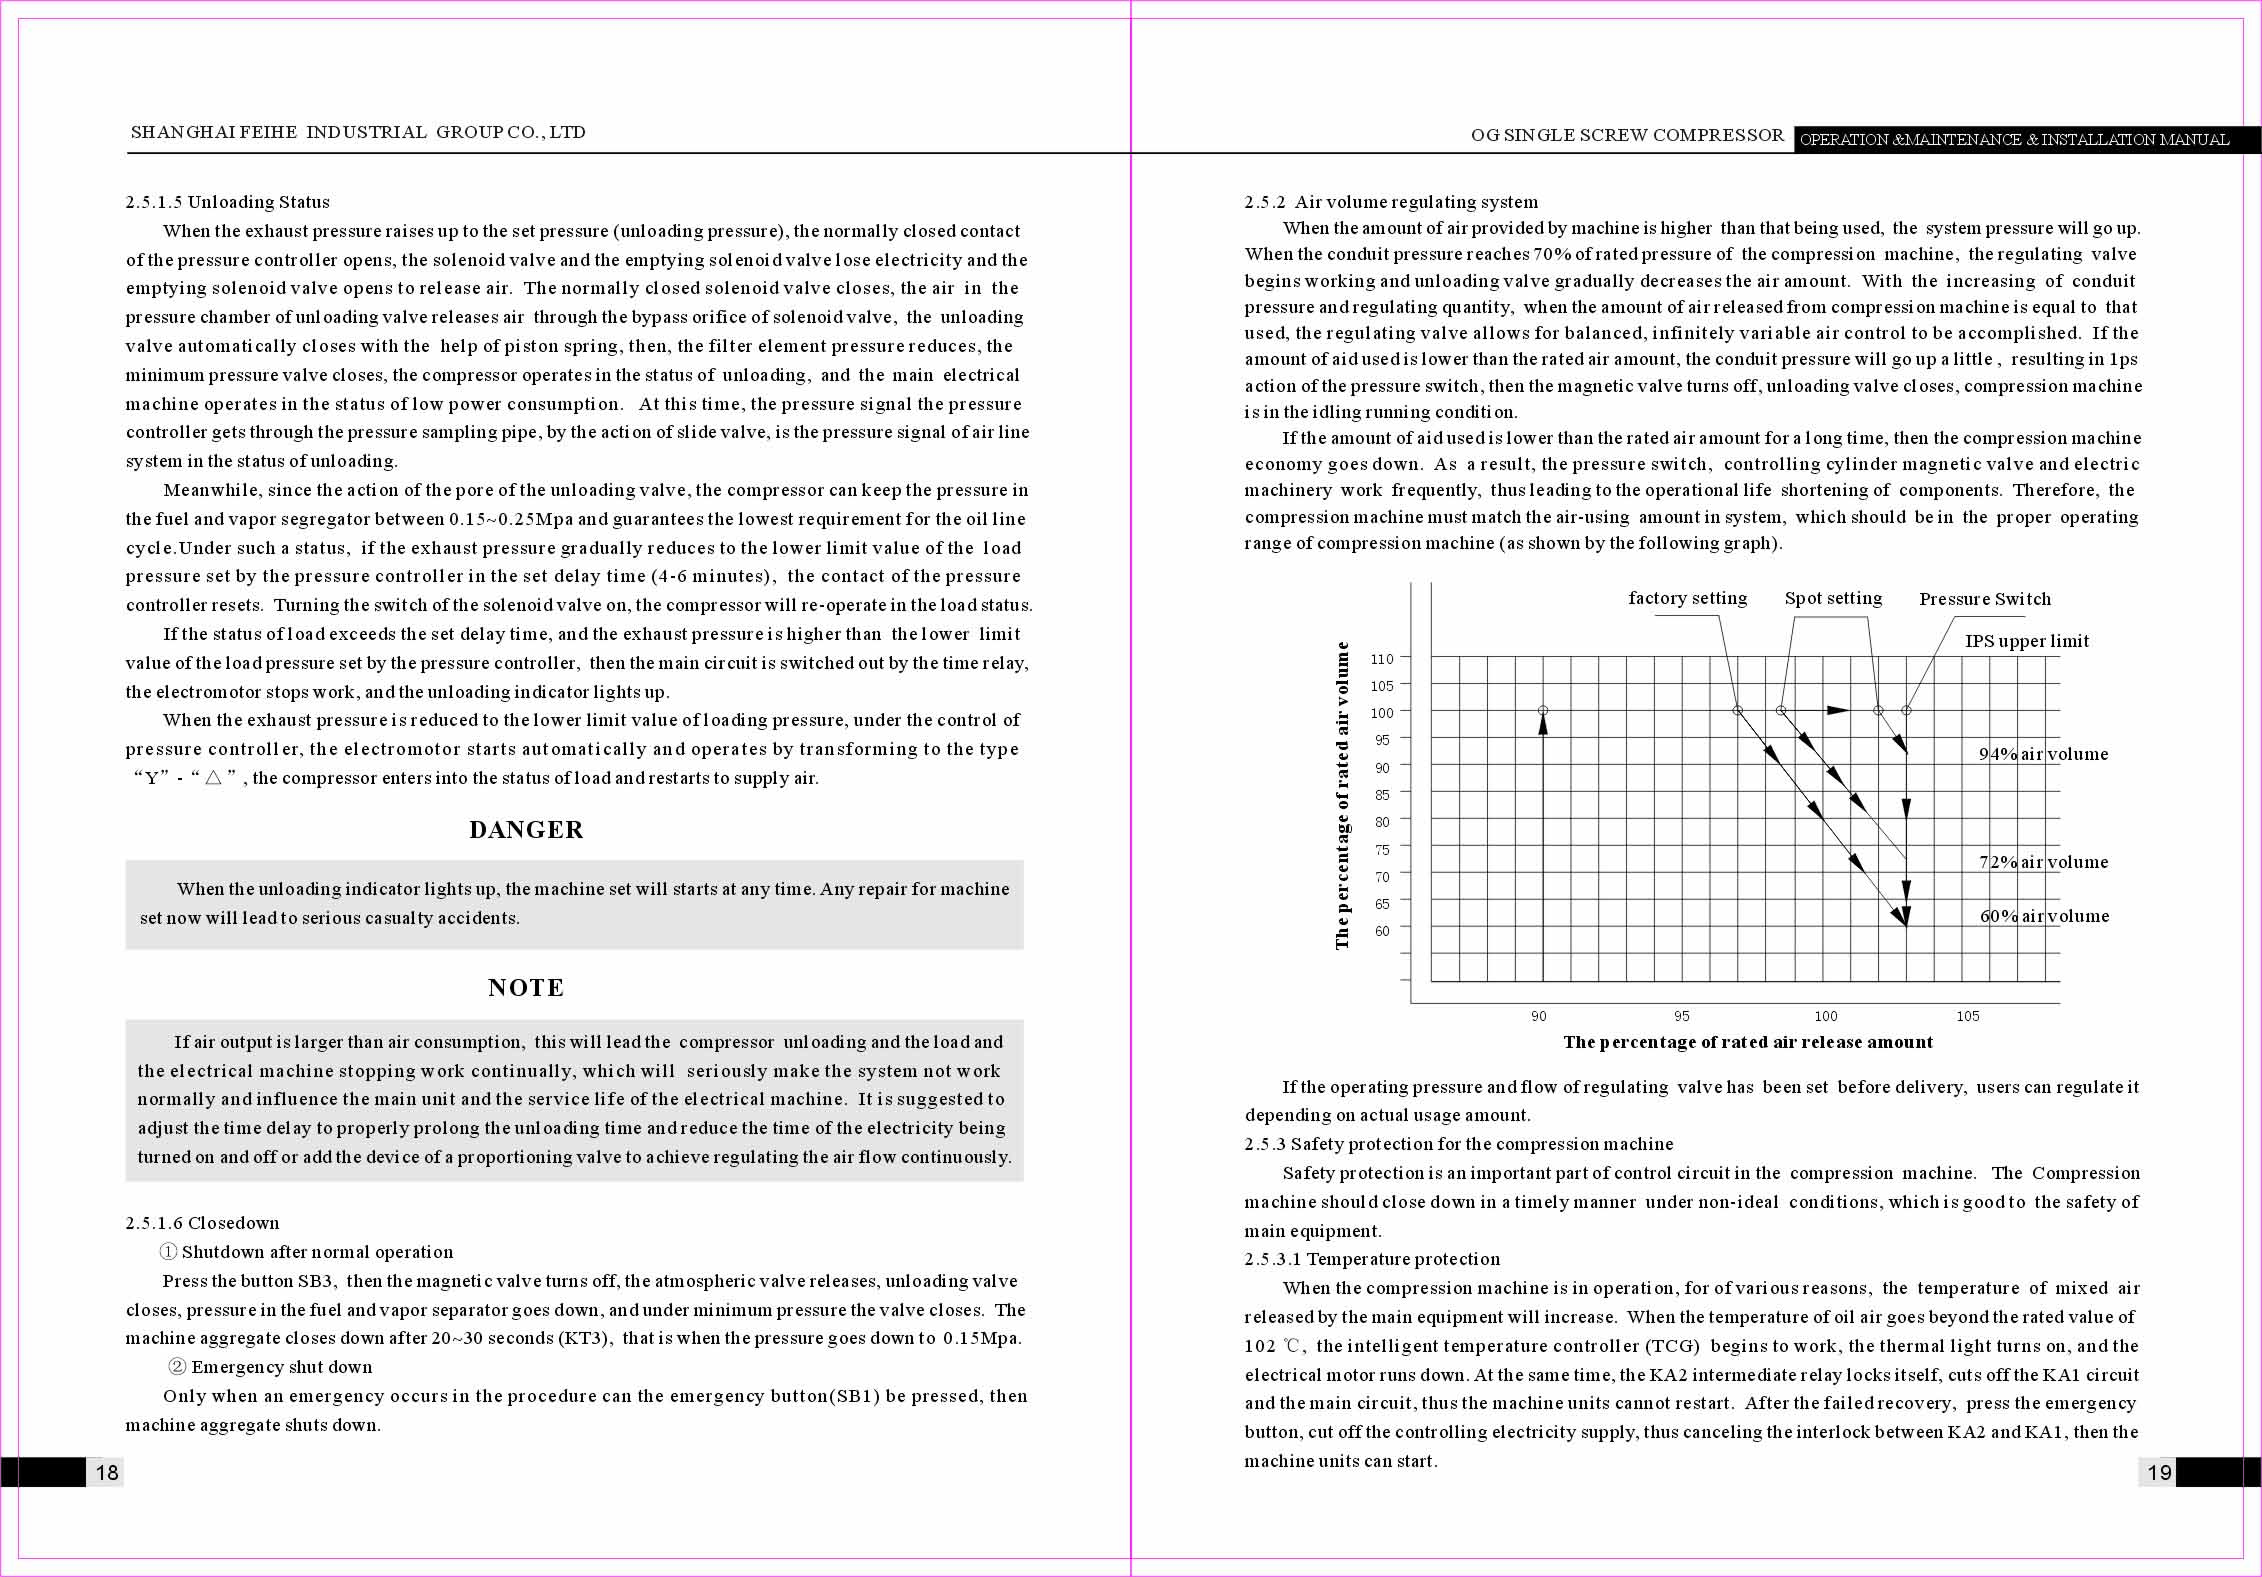 SHANGHAI FEIHE INDUSTRIAL GROUP CO., LTD
2.5.1.5 Unloading Status
When the exhaust pressure raises up to the set pressure (unloading pressure), the normally closed contact
of the pressure controller opens, the solenoid valve and the emptying solenoid valve lose electricity and the
emptying solenoid valve opens to release air. The normally closed solenoid valve closes, the air in the
pressure chamber of unloading valve releases air through the bypass orifice of solenoid valve, the unloading
valve automatically closes with the help of piston spring, then, the filter element pressure reduces, the
minimum pressure valve closes, the compressor operates in the status of unloading, and the main electrical
machine operates in the status of low power consumption. At this time, the pressure signal the pressure
controller gets through the pressure sampling pipe, by the action of slide valve, is the pressure signal of air line
system in the status of unloading.
Meanwhile, since the action of the pore of the unloading valve, the compressor can keep the pressure in
the fuel and vapor segregator between 0.15~0.25Mpa and guarantees the lowest requirement for the oil line
cycle.Under such a status, if the exhaust pressure gradually reduces to the lower limit value of the load
pressure set by the pressure controller in the set delay time (4-6 minutes), the contact of the pressure
controller resets. Turning the switch of the solenoid valve on, the compressor will re-operate in the load status.
If the status of load exceeds the set delay time, and the exhaust pressure is higher than the lower limit
value of the load pressure set by the pressure controller, then the main circuit is switched out by the time relay,
the electromotor stops work, and the unloading indicator lights up.
When the exhaust pressure is reduced to the lower limit value of loading pressure, under the control of
pressure controller, the electromotor starts automatically and operates by transforming to the type
“Y” - “△”, the compressor enters into the status of load and restarts to supply air.
DANGER
When the unloading indicator lights up, the machine set will starts at any time. Any repair for machine
set now will lead to serious casualty accidents.
NOTE
If air output is larger than air consumption, this will lead the compressor unloading and the load and
the electrical machine stopping work continually, which will seriously make the system not work
normally and influence the main unit and the service life of the electrical machine. It is suggested to
adjust the time delay to properly prolong the unloading time and reduce the time of the electricity being
turned on and off or add the device of a proportioning valve to achieve regulating the air flow continuously.
2.5.1.6 Closedown
① Shutdown after normal operation
Press the button SB3, then the magnetic valve turns off, the atmospheric valve releases, unloading valve
closes, pressure in the fuel and vapor separator goes down, and under minimum pressure the valve closes. The
machine aggregate closes down after 20~30 seconds (KT3), that is when the pressure goes down to 0.15Mpa.
② Emergency shut down
Only when an emergency occurs in the procedure can the emergency button(SB1) be pressed, then
machine aggregate shuts down.
18
OG SINGLE SCREW COMPRESSOR OPERATION &MAINTENANCE & INSTALLATION MANUAL
2.5.2 Air volume regulating system
When the amount of air provided by machine is higher than that being used, the system pressure will go up.
When the conduit pressure reaches 70% of rated pressure of the compression machine, the regulating valve
begins working and unloading valve gradually decreases the air amount. With the increasing of conduit
pressure and regulating quantity, when the amount of air released from compression machine is equal to that
used, the regulating valve allows for balanced, infinitely variable air control to be accomplished. If the
amount of aid used is lower than the rated air amount, the conduit pressure will go up a little , resulting in 1ps
action of the pressure switch, then the magnetic valve turns off, unloading valve closes, compression machine
is in the idling running condition.
If the amount of aid used is lower than the rated air amount for a long time, then the compression machine
economy goes down. As a result, the pressure switch, controlling cylinder magnetic valve and electric
machinery work frequently, thus leading to the operational life shortening of components. Therefore, the
compression machine must match the air-using amount in system, which should be in the proper operating
range of compression machine (as shown by the following graph).
factory setting Spot setting Pressure Switch
IPS upper limit
The percentage of rated air volume
110
105
100
95
90
85
80
75
70
65
60
94% air volume
72% air volume
60% air volume
90 95 100 105
The percentage of rated air release amount
If the operating pressure and flow of regulating valve has been set before delivery, users can regulate it
depending on actual usage amount.
2.5.3 Safety protection for the compression machine
Safety protection is an important part of control circuit in the compression machine. The Compression
machine should close down in a timely manner under non-ideal conditions, which is good to the safety of
main equipment.
2.5.3.1 Temperature protection
When the compression machine is in operation, for of various reasons, the temperature of mixed air
released by the main equipment will increase. When the temperature of oil air goes beyond the rated value of
102 ℃, the intelligent temperature controller (TCG) begins to work, the thermal light turns on, and the
electrical motor runs down. At the same time, the KA2 intermediate relay locks itself, cuts off the KA1 circuit
and the main circuit, thus the machine units cannot restart. After the failed recovery, press the emergency
button, cut off the controlling electricity supply, thus canceling the interlock between KA2 and KA1, then the
machine units can start.
19